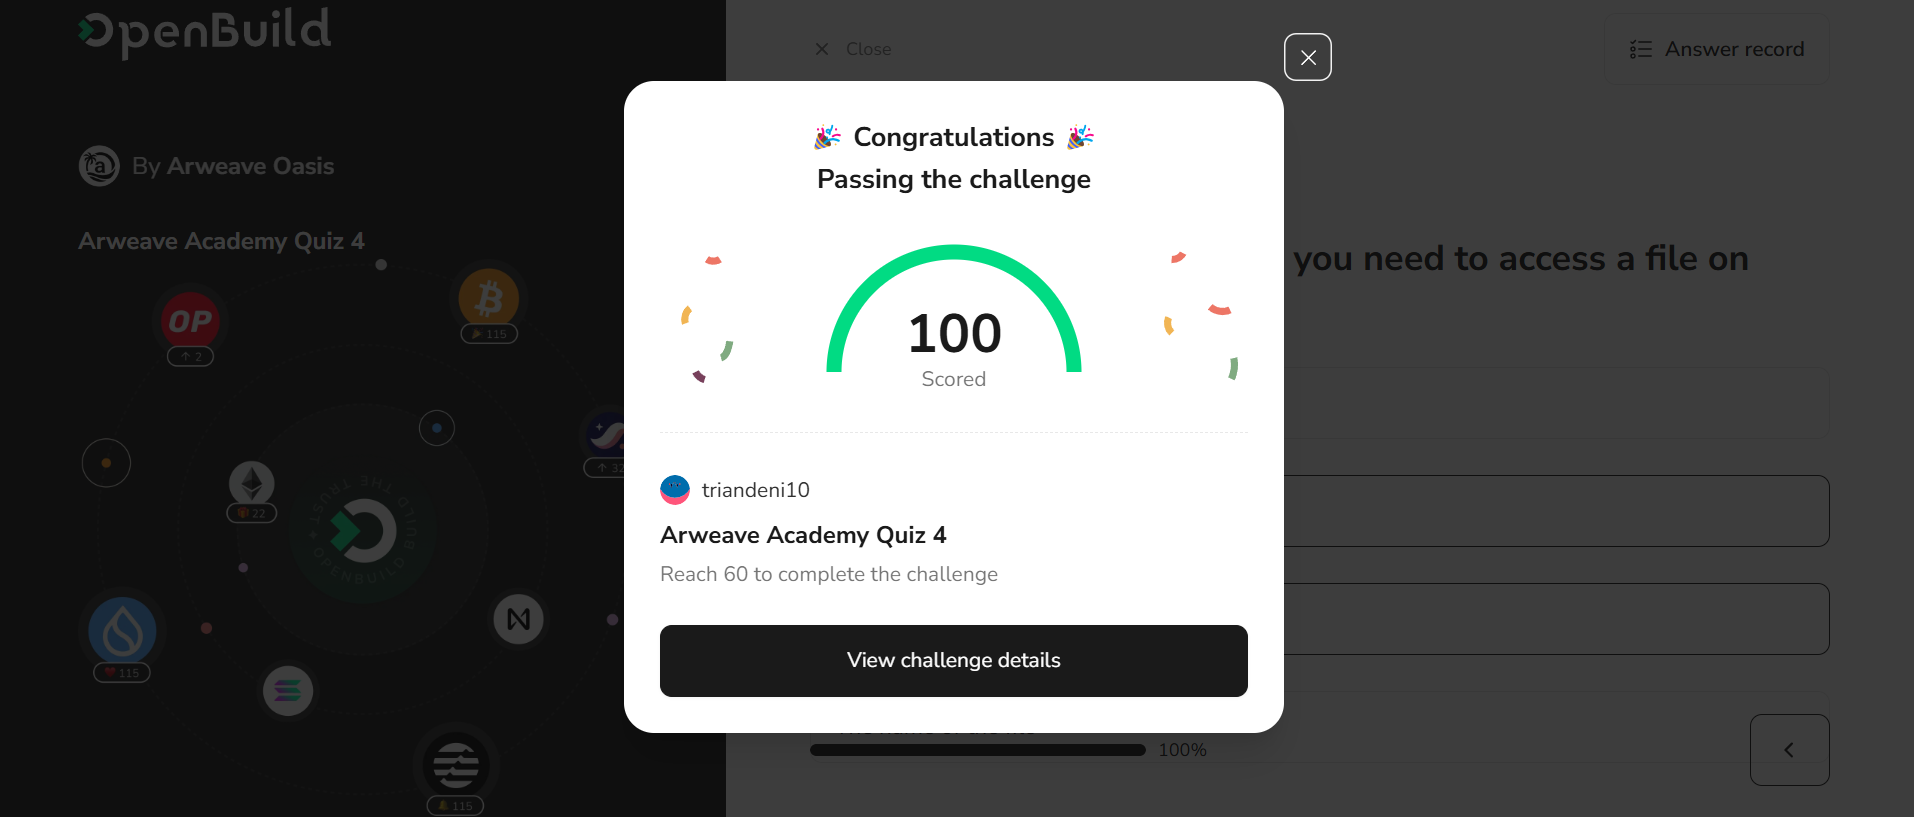 OpenBuild
By Arweave Oasis
Arweave Academy Quiz 4
OP
↑ 2
115
↑ 32
22
BUILD THE TRUST + OPENBUILD
115
115
× Close
Answer record
you need to access a file on
🎉 Congratulations 🎉
Passing the challenge
100
Scored
triandeni10
Arweave Academy Quiz 4
Reach 60 to complete the challenge
View challenge details
100%